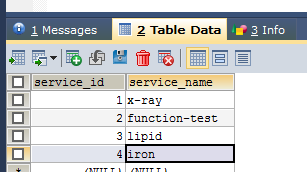 1 Messages 2 Table Data 3 Info
service_id service_name
1 x-ray
2 function-test
3 lipid
4 iron
* (NULL) (NULL)